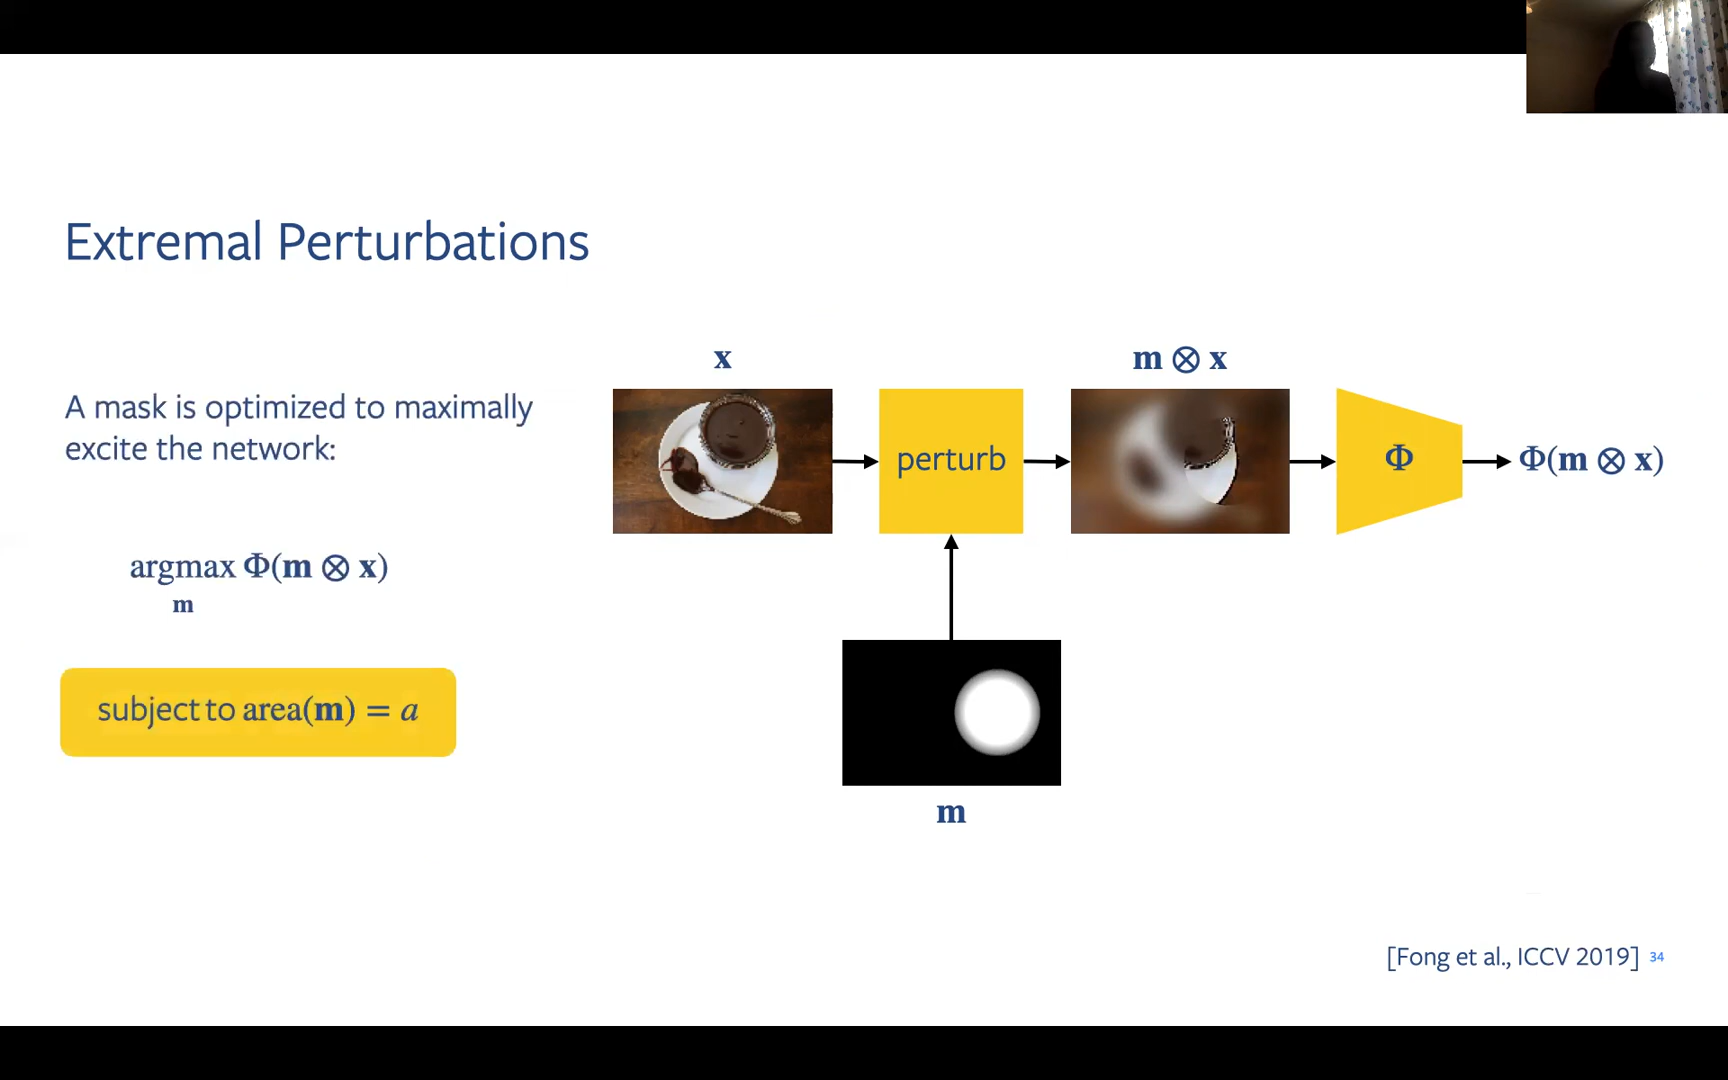 Extremal Perturbations
A mask is optimized to maximally
excite the network:
argmax Φ(m ⊗ x)
m
subject to area(m) = a
x
m ⊗ x
perturb
Φ
Φ(m ⊗ x)
m
[Fong et al., ICCV 2019] 34